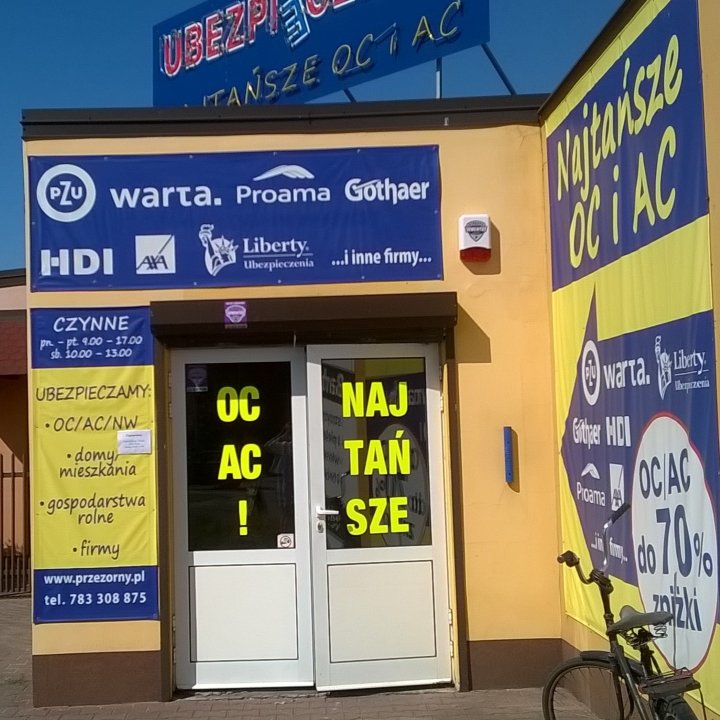 NAJTAŃSZE OC i AC
PZU warta. Proama Gothaer
HDI AXA Liberty
Ubezpieczenia
...i inne firmy...
CZYNNE
pn. - pt. 9.00 - 17.00
sb. 10.00 - 13.00
UBEZPIECZAMY:
• OC/AC/NW
• domy/
mieszkania
• gospodarstwa
rolne
• firmy
www.przezorny.pl
tel. 783 308 875
OC
AC
!
NAJ
TAŃ
SZE
Najtańsze
OC i AC
PZU warta. Liberty
Ubezpieczenia
Gothaer HDI
Proama AXA
firmy...
OC/AC
do 70%
zniżki